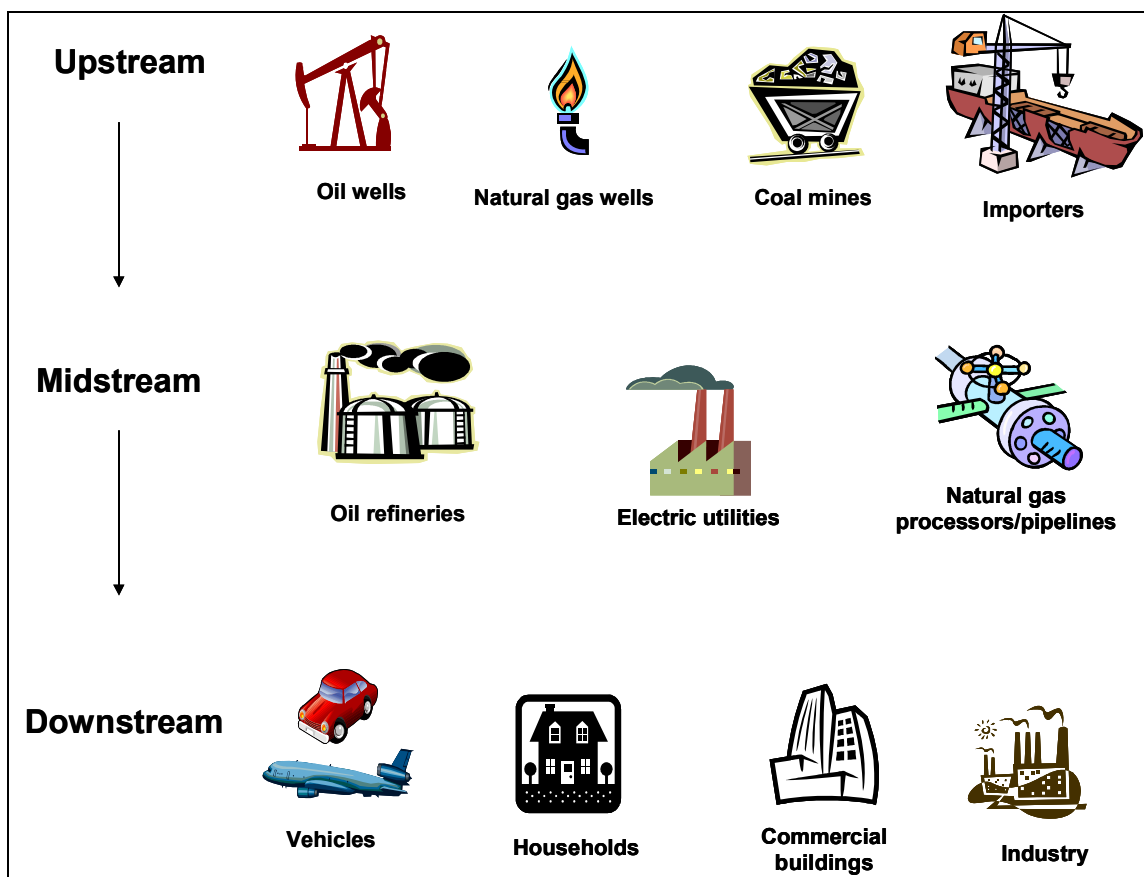 Upstream
Oil wells
Natural gas wells
Coal mines
Importers
Midstream
Oil refineries
Electric utilities
Natural gas
processors/pipelines
Downstream
Vehicles
Households
Commercial
buildings
Industry